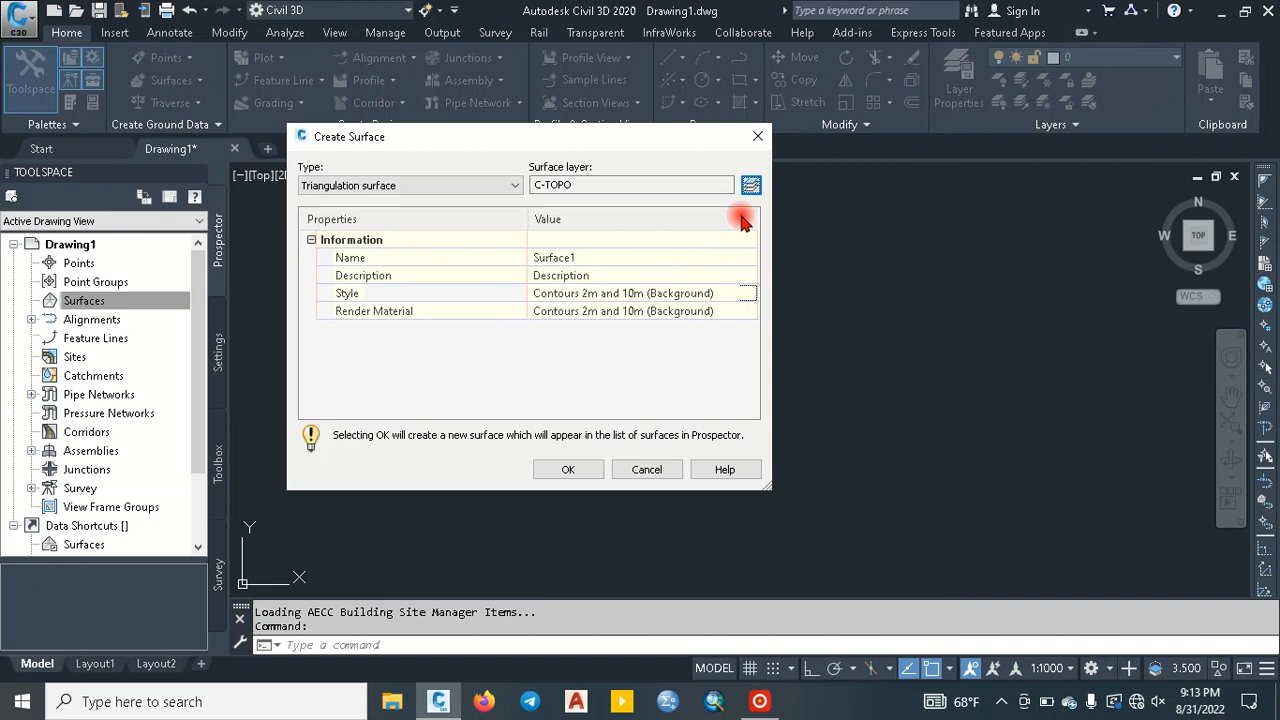 C3D Civil 3D Autodesk Civil 3D 2020 Drawing1.dwg Type a keyword or phrase Sign In
Home Insert Annotate Modify Analyze View Manage Output Survey Rail Transparent InfraWorks Collaborate Help Add-ins Express Tools Featured Apps
Toolspace
Points Plot Alignment Junctions Profile View Move 0
Surfaces Feature Line Profile Assembly Sample Lines Copy
Traverse Grading Corridor Pipe Network Section Views Stretch Layer Properties Paste
Palettes Create Ground Data Modify Layers Clipboard
Start Drawing1*
TOOLSPACE
Active Drawing View
Drawing1
Points
Point Groups
Surfaces
Alignments
Feature Lines
Sites
Catchments
Pipe Networks
Pressure Networks
Corridors
Assemblies
Junctions
Survey
View Frame Groups
Data Shortcuts []
Surfaces
Prospector
Settings
Toolbox
Survey
[−][Top][2
Create Surface
Type: Surface layer:
Triangulation surface C-TOPO
Properties Value
Information
Name Surface1
Description Description
Style Contours 2m and 10m (Background)
Render Material Contours 2m and 10m (Background)
Selecting OK will create a new surface which will appear in the list of surfaces in Prospector.
OK Cancel Help
N
W TOP E
S
WCS
Y
X
Loading AECC Building Site Manager Items...
Command:
Type a command
Model Layout1 Layout2 + MODEL 1:1000 3.500
Type here to search 68°F 9:13 PM
8/31/2022